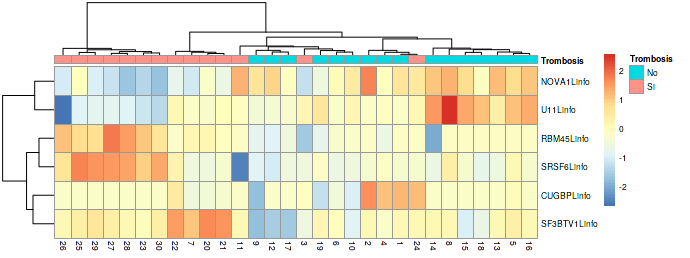 Trombosis
Trombosis
No
Si
2
1
0
-1
-2
NOVA1Linfo
U11Linfo
RBM45Linfo
SRSF6Linfo
CUGBPLinfo
SF3BTV1Linfo
26 25 29 27 28 23 30 22 7 20 21 11 9 12 17 3 19 6 10 2 4 1 24 14 8 15 18 13 5 16